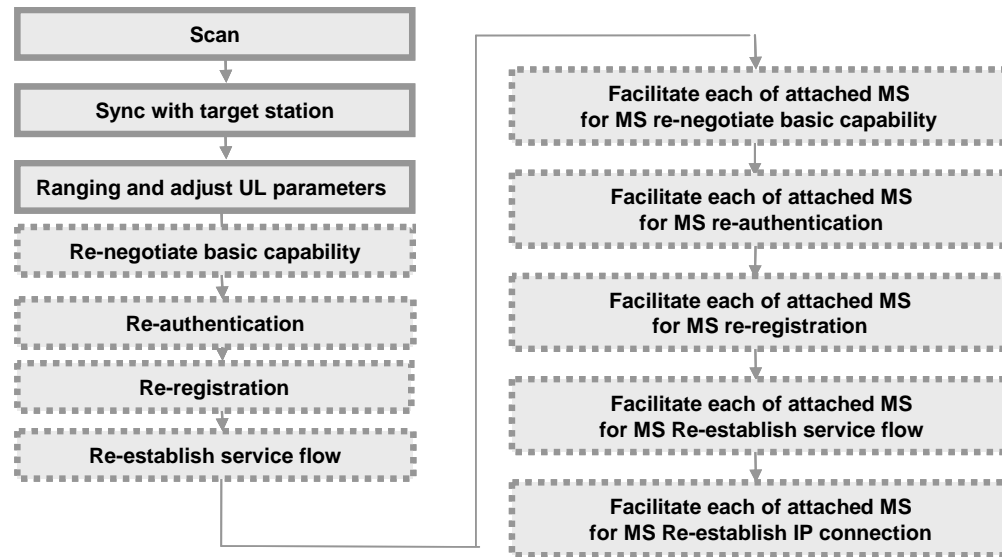 Scan
Sync with target station
Ranging and adjust UL parameters
Re-negotiate basic capability
Re-authentication
Re-registration
Re-establish service flow
Facilitate each of attached MS
for MS re-negotiate basic capability
Facilitate each of attached MS
for MS re-authentication
Facilitate each of attached MS
for MS re-registration
Facilitate each of attached MS
for MS Re-establish service flow
Facilitate each of attached MS
for MS Re-establish IP connection